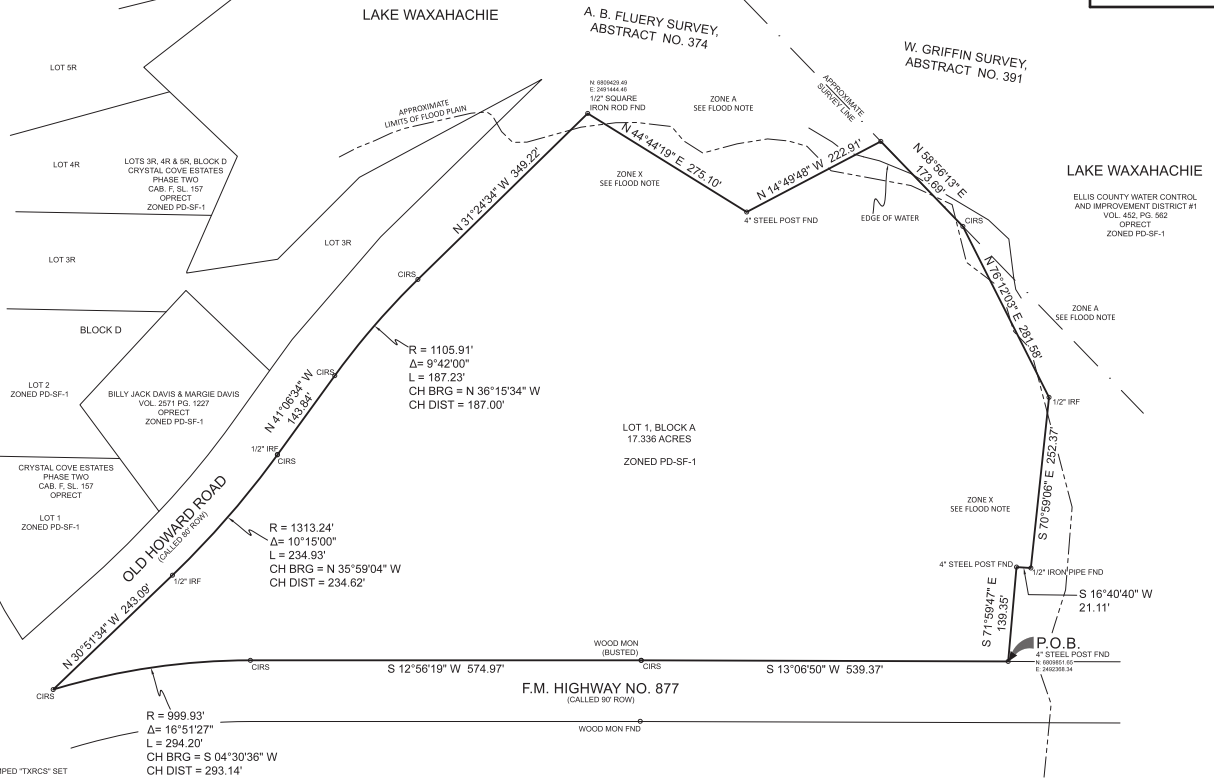 LAKE WAXAHACHIE
A. B. FLUERY SURVEY,
ABSTRACT NO. 374
W. GRIFFIN SURVEY,
ABSTRACT NO. 391
LOT 5R
APPROXIMATE
LIMITS OF FLOOD PLAIN
N: 6809429.49
E: 2491444.46
1/2" SQUARE
IRON ROD FND
ZONE A
SEE FLOOD NOTE
APPROXIMATE
SURVEY LINE
LOT 4R
LOTS 3R, 4R & 5R, BLOCK D
CRYSTAL COVE ESTATES
PHASE TWO
CAB. F, SL. 157
OPRECT
ZONED PD-SF-1
N 31°24'34" W 349.22'
N 44°44'19" E 275.10'
ZONE X
SEE FLOOD NOTE
N 14°49'48" W 222.91'
4" STEEL POST FND
EDGE OF WATER
N 58°56'13" E
173.69'
CIRS
LAKE WAXAHACHIE
ELLIS COUNTY WATER CONTROL
AND IMPROVEMENT DISTRICT #1
VOL. 452, PG. 562
OPRECT
ZONED PD-SF-1
LOT 3R
LOT 3R
CIRS
N 76°12'03" E 281.58'
ZONE A
SEE FLOOD NOTE
BLOCK D
R = 1105.91'
Δ= 9°42'00"
L = 187.23'
CH BRG = N 36°15'34" W
CH DIST = 187.00'
CIRS
LOT 2
ZONED PD-SF-1
BILLY JACK DAVIS & MARGIE DAVIS
VOL. 2571 PG. 1227
OPRECT
ZONED PD-SF-1
N 41°06'34" W
143.84'
1/2" IRF
LOT 1, BLOCK A
17.336 ACRES
ZONED PD-SF-1
1/2" IRF
CIRS
CRYSTAL COVE ESTATES
PHASE TWO
CAB. F, SL. 157
OPRECT
LOT 1
ZONED PD-SF-1
OLD HOWARD ROAD
(CALLED 80' ROW)
S 70°59'06" E 252.37'
ZONE X
SEE FLOOD NOTE
R = 1313.24'
Δ= 10°15'00"
L = 234.93'
CH BRG = N 35°59'04" W
CH DIST = 234.62'
1/2" IRF
4" STEEL POST FND
1/2" IRON PIPE FND
S 16°40'40" W
21.11'
N 30°51'34" W 243.09'
S 71°59'47" E
139.35'
WOOD MON
(BUSTED)
P.O.B.
4" STEEL POST FND
N: 6809851.65
E: 2492368.34
CIRS
S 12°56'19" W 574.97'
CIRS
S 13°06'50" W 539.37'
CIRS
F.M. HIGHWAY NO. 877
(CALLED 90' ROW)
R = 999.93'
Δ= 16°51'27"
L = 294.20'
CH BRG = S 04°30'36" W
CH DIST = 293.14'
WOOD MON FND
MPED "TXRCS" SET